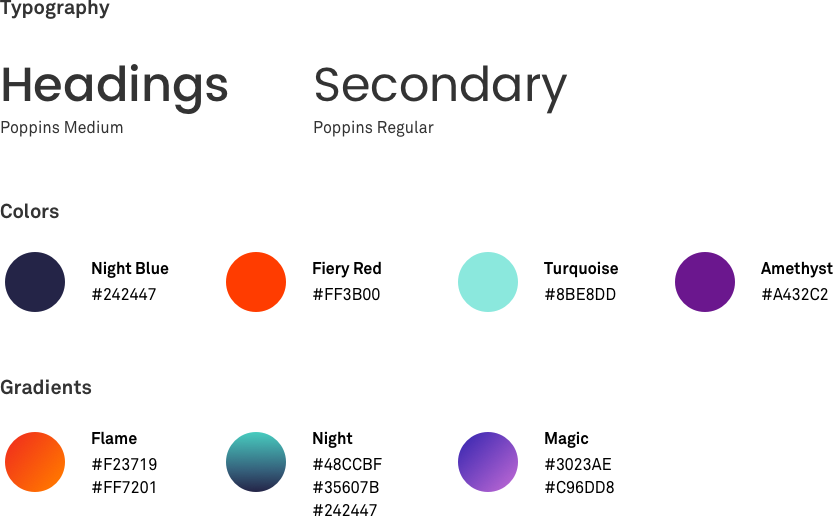 Typography
Headings
Secondary
Poppins Medium
Poppins Regular
Colors
Night Blue
#242447
Fiery Red
#FF3B00
Turquoise
#8BE8DD
Amethyst
#A432C2
Gradients
Flame
#F23719
#FF7201
Night
#48CCBF
#35607B
#242447
Magic
#3023AE
#C96DD8